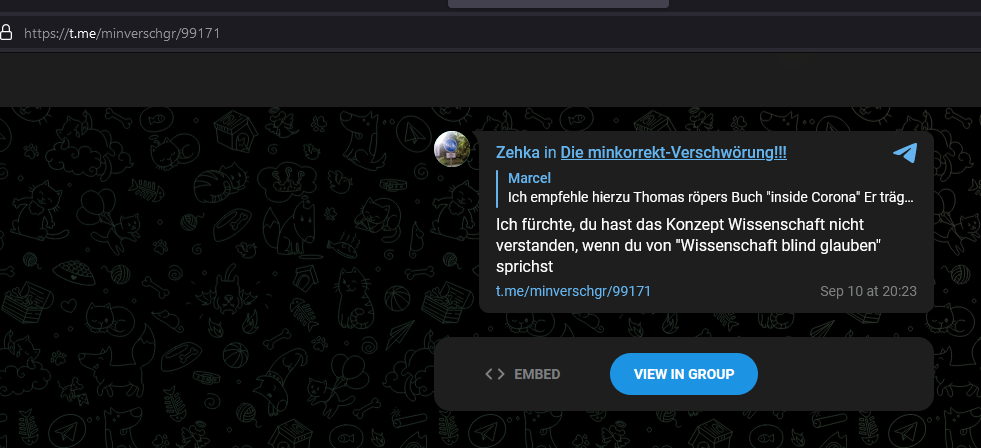 https://t.me/minverschgr/99171
Zehka in Die minkorrekt-Verschwörung!!!
Marcel
Ich empfehle hierzu Thomas röpers Buch "inside Corona" Er träg...
Ich fürchte, du hast das Konzept Wissenschaft nicht
verstanden, wenn du von "Wissenschaft blind glauben"
sprichst
t.me/minverschgr/99171 Sep 10 at 20:23
<> EMBED VIEW IN GROUP